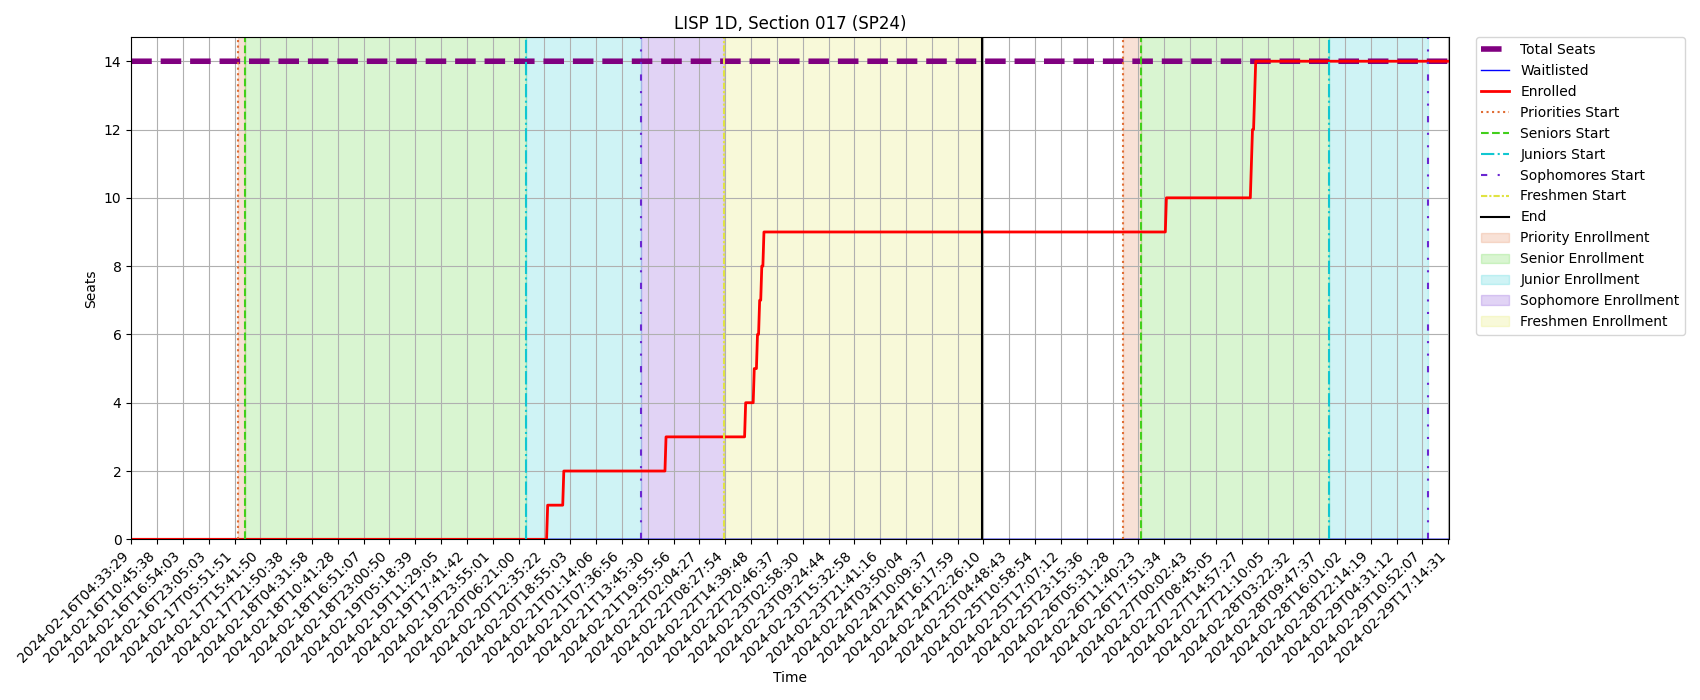 LISP 1D, Section 017 (SP24)
Seats
14
12
10
8
6
4
2
0
2024-02-16T04:33:29
2024-02-16T10:45:38
2024-02-16T16:54:03
2024-02-16T23:05:03
2024-02-17T05:51:51
2024-02-17T15:41:50
2024-02-17T21:50:38
2024-02-18T04:31:58
2024-02-18T10:41:28
2024-02-18T16:51:07
2024-02-18T23:00:50
2024-02-19T05:18:39
2024-02-19T11:29:05
2024-02-19T17:41:42
2024-02-19T23:55:01
2024-02-20T06:21:00
2024-02-20T12:35:22
2024-02-20T18:55:03
2024-02-21T01:14:06
2024-02-21T07:36:56
2024-02-21T13:45:30
2024-02-21T19:55:56
2024-02-22T02:04:27
2024-02-22T08:27:54
2024-02-22T14:39:48
2024-02-22T20:46:37
2024-02-23T02:58:30
2024-02-23T09:24:44
2024-02-23T15:32:58
2024-02-23T21:41:16
2024-02-24T03:50:04
2024-02-24T10:09:37
2024-02-24T16:17:59
2024-02-24T22:26:10
2024-02-25T04:48:43
2024-02-25T10:58:54
2024-02-25T17:07:12
2024-02-25T23:15:36
2024-02-26T05:31:28
2024-02-26T11:40:23
2024-02-26T17:51:34
2024-02-27T00:02:43
2024-02-27T08:45:05
2024-02-27T14:57:27
2024-02-27T21:10:05
2024-02-28T03:22:32
2024-02-28T09:47:37
2024-02-28T16:01:02
2024-02-28T22:14:19
2024-02-29T04:31:12
2024-02-29T10:52:07
2024-02-29T17:14:31
Time
Total Seats
Waitlisted
Enrolled
Priorities Start
Seniors Start
Juniors Start
Sophomores Start
Freshmen Start
End
Priority Enrollment
Senior Enrollment
Junior Enrollment
Sophomore Enrollment
Freshmen Enrollment